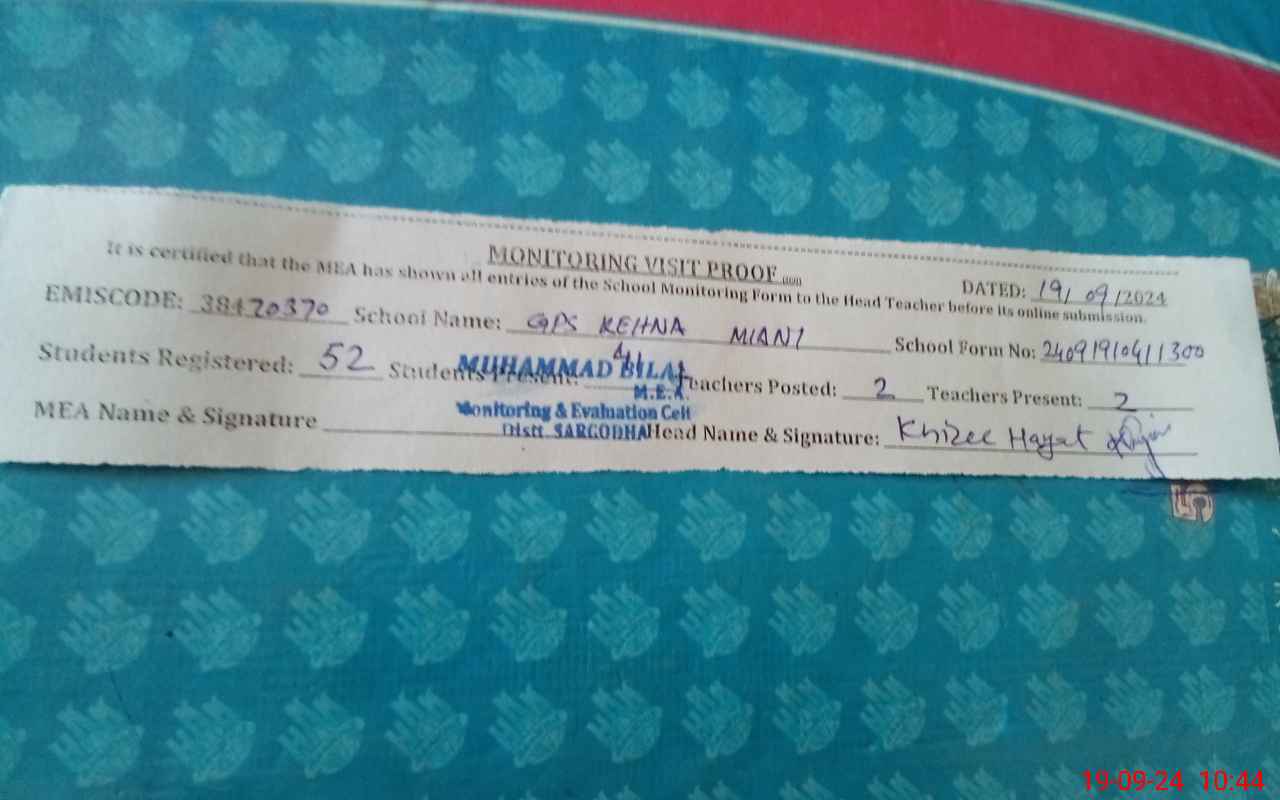 MONITORING VISIT PROOF
DATED: 19/09/2024
It is certified that the MEA has shown all entries of the School Monitoring Form to the Head Teacher before its online submission.
EMISCODE: 38470370 School Name: GPS KEHNA MIANI School Form No: 24091910411300
Students Registered: 52 Students Present: Teachers Posted: 2 Teachers Present: 2
MUHAMMAD BILAL
M.E.A.
Monitoring & Evaluation Cell
Distt. SARGODHA
MEA Name & Signature Head Name & Signature: Khizer Hayat
19-09-24 10:44